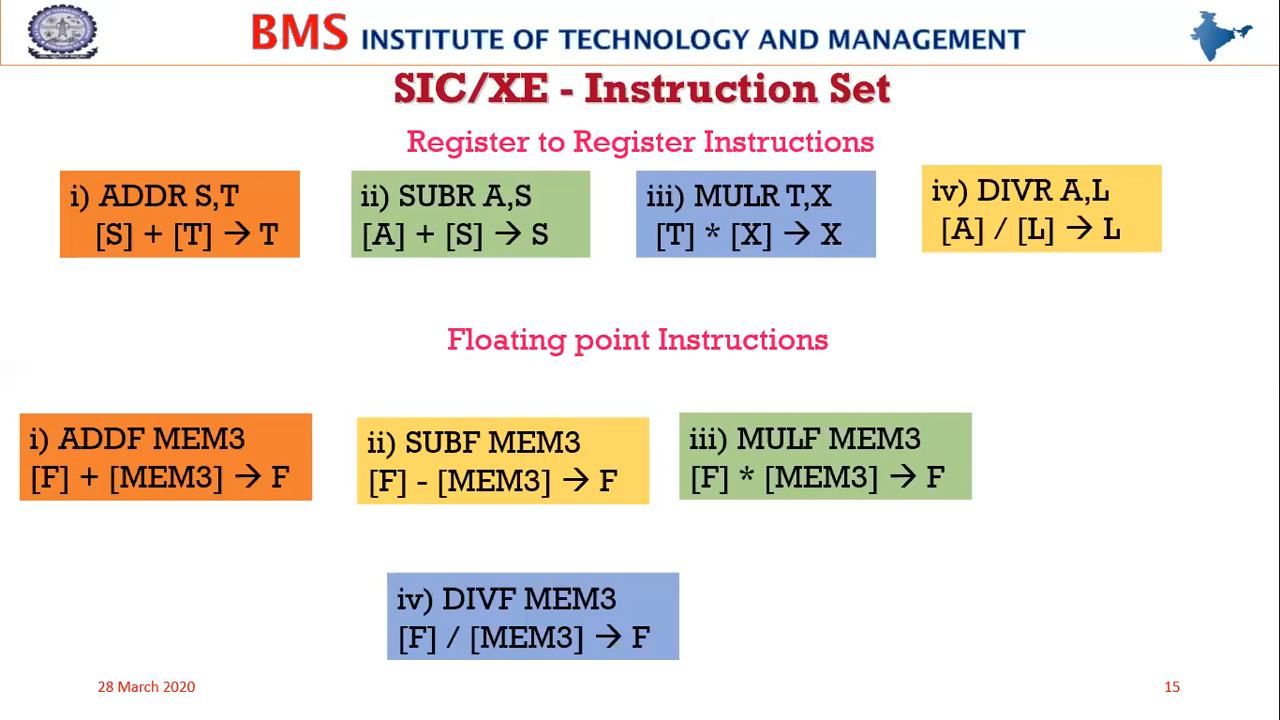 BMS INSTITUTE OF TECHNOLOGY AND MANAGEMENT
SIC/XE - Instruction Set
Register to Register Instructions
i) ADDR S,T
[S] + [T] → T
ii) SUBR A,S
[A] + [S] → S
iii) MULR T,X
[T] * [X] → X
iv) DIVR A,L
[A] / [L] → L
Floating point Instructions
i) ADDF MEM3
[F] + [MEM3] → F
ii) SUBF MEM3
[F] - [MEM3] → F
iii) MULF MEM3
[F] * [MEM3] → F
iv) DIVF MEM3
[F] / [MEM3] → F
28 March 2020
15